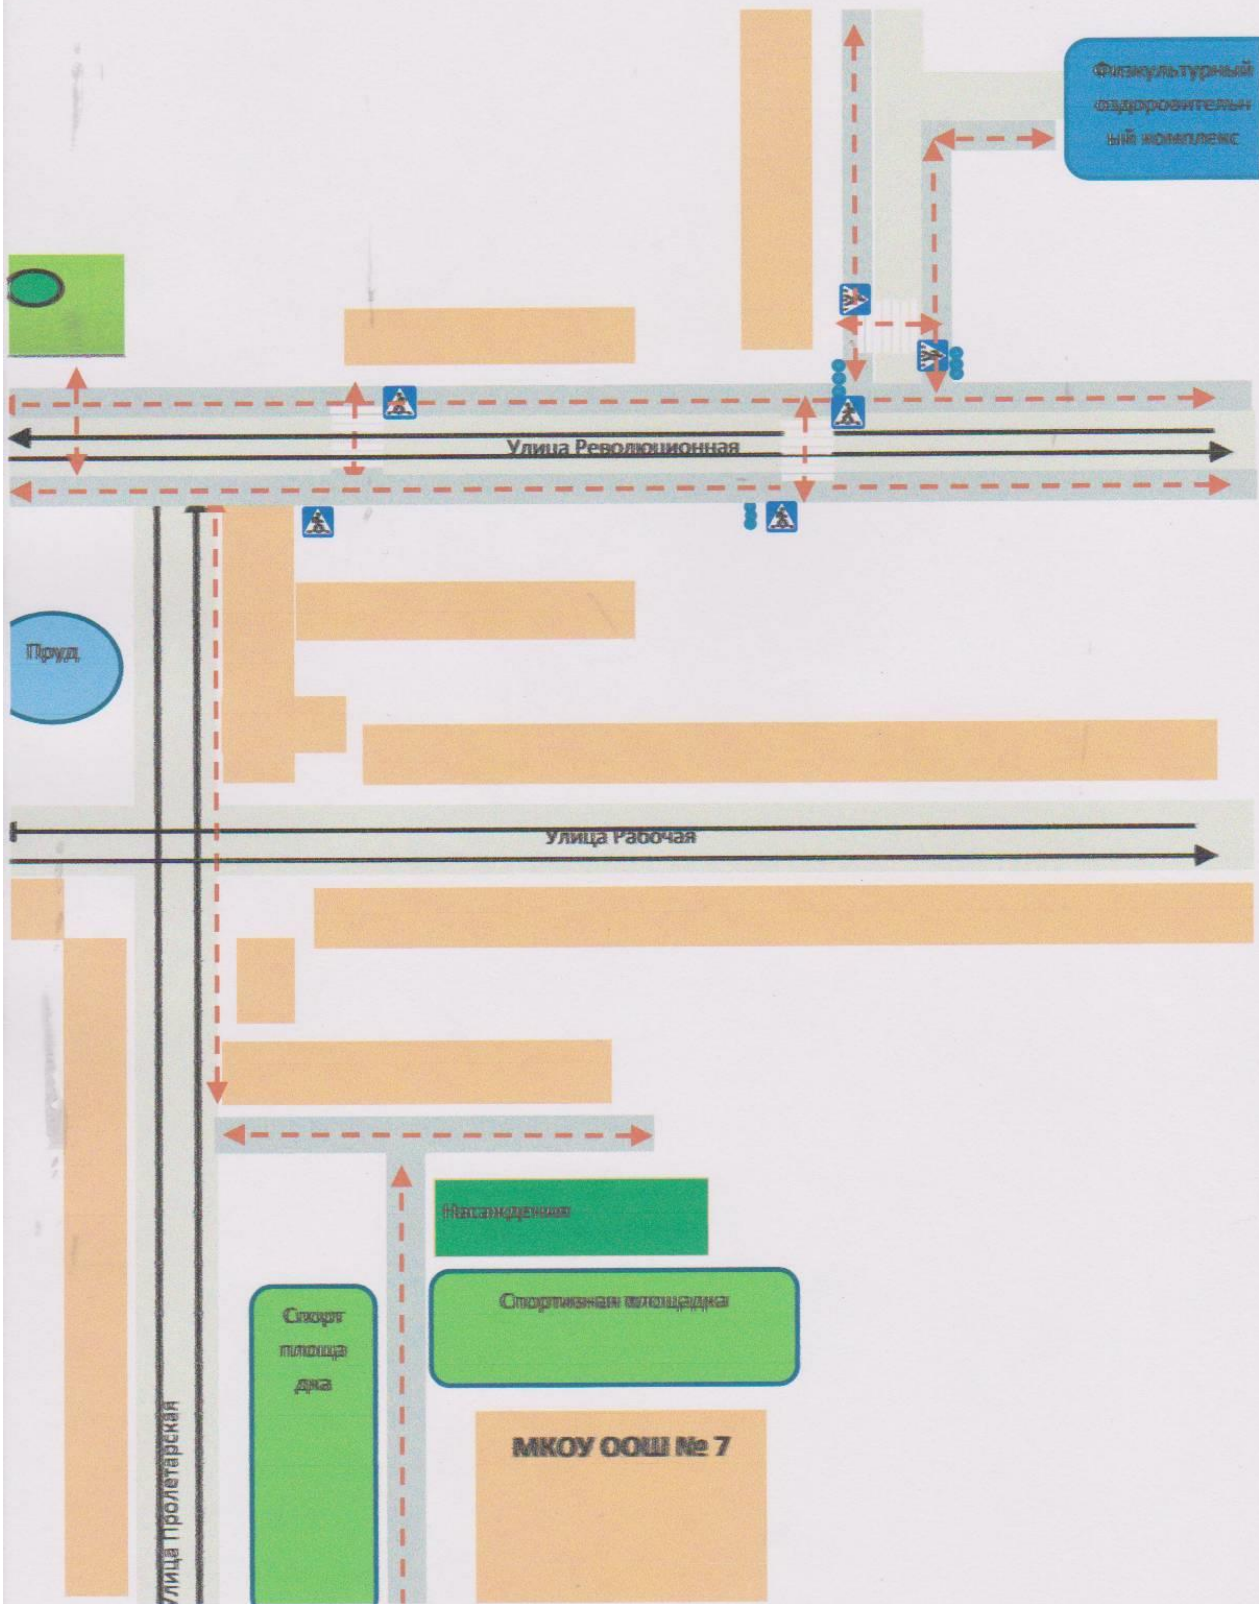 Физкультурный
оздоровительн
ый комплекс
Улица Революционная
Пруд
Улица Рабочая
Насаждения
Спортивная площадка
Спорт
площа
дка
МКОУ ООШ № 7
Улица Пролетарская